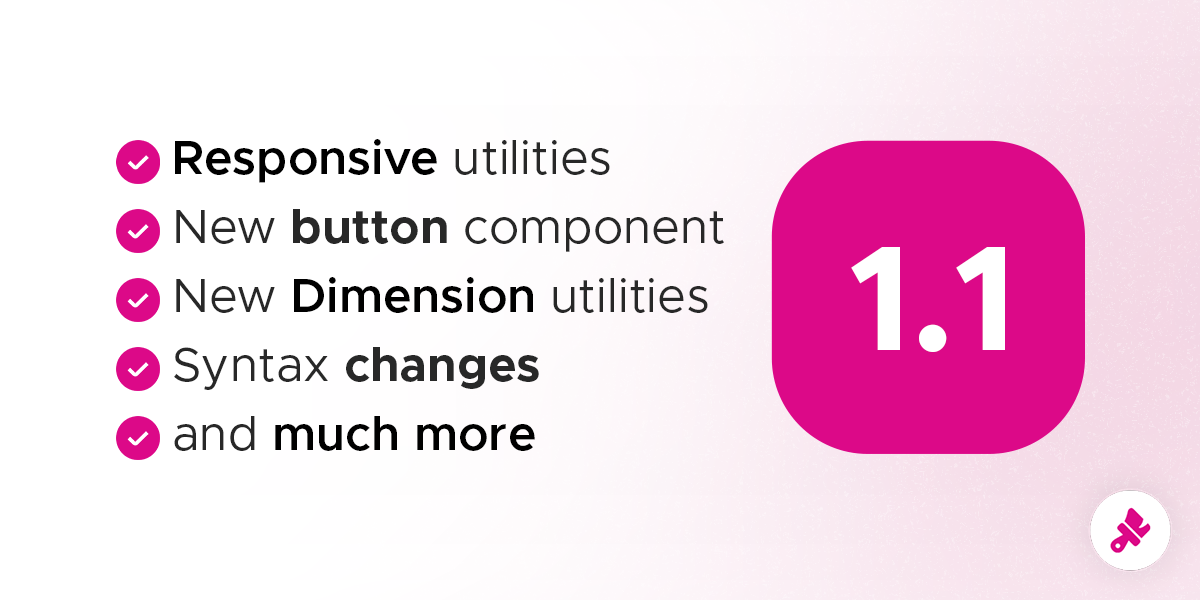 Responsive utilities
New button component
New Dimension utilities
Syntax changes
and much more
1.1